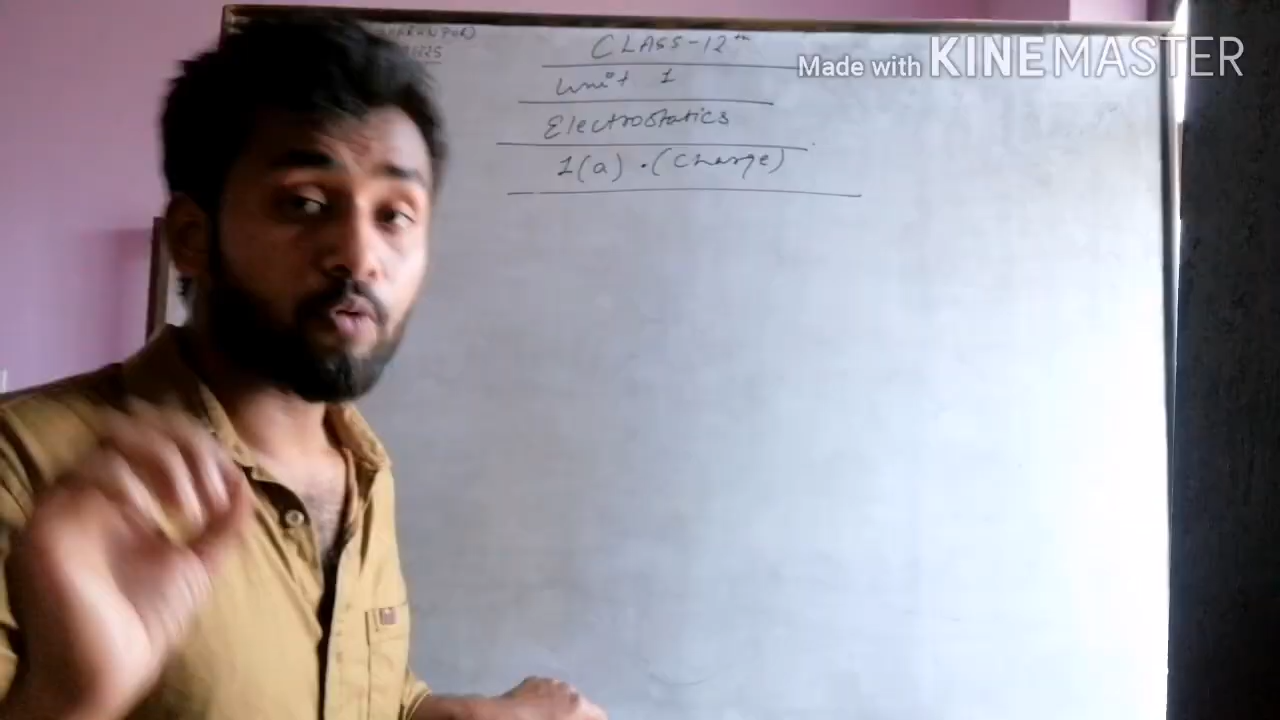 CLASS-12th
Made with KINEMASTER
Unit 1
Electrostatics
1(a) .(Charge)